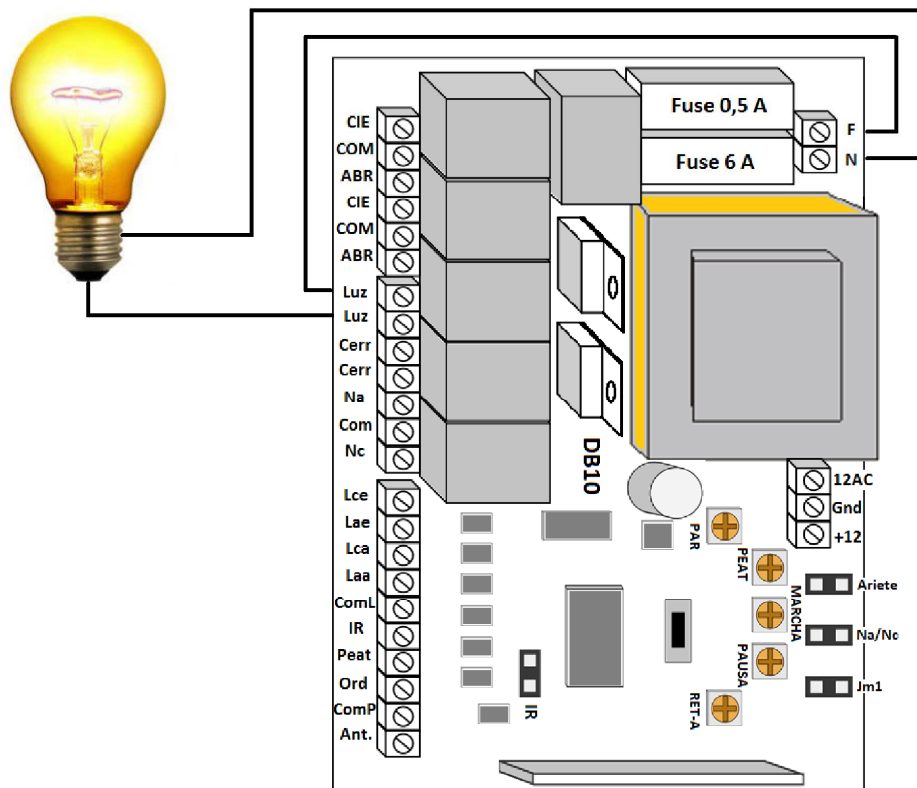 Fuse 0,5 A
Fuse 6 A
F
N
CIE
COM
ABR
CIE
COM
ABR
Luz
Luz
Cerr
Cerr
Na
Com
Nc
DB10
12AC
Gnd
+12
Lce
Lae
Lca
Laa
ComL
IR
Peat
Ord
ComP
Ant.
PAR
PEAT
MARCHA
PAUSA
RET-A
IR
Ariete
Na/Nc
Jm1